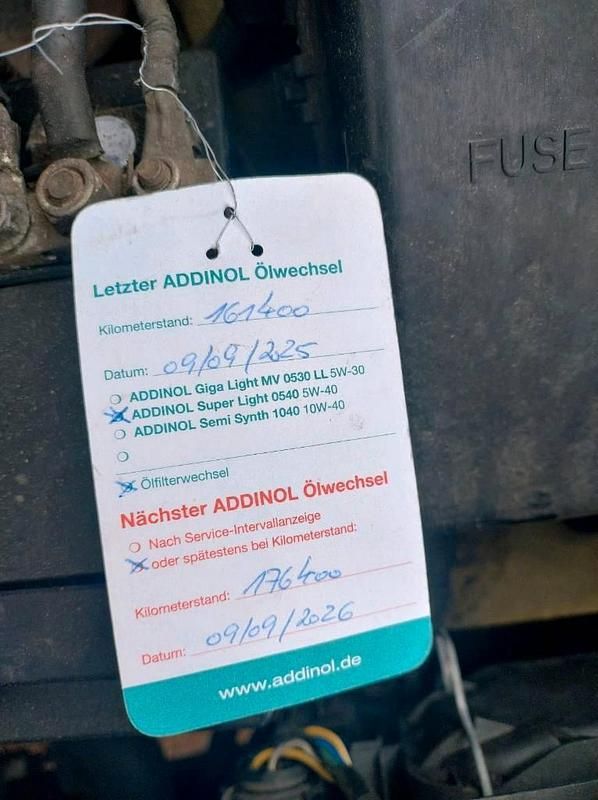 FUSE
Letzter ADDINOL Ölwechsel
Kilometerstand: 161400
Datum: 09/09/2025
ADDINOL Giga Light MV 0530 LL 5W-30
ADDINOL Super Light 0540 5W-40
ADDINOL Semi Synth 1040 10W-40
Ölfilterwechsel
Nächster ADDINOL Ölwechsel
Nach Service-Intervallanzeige
oder spätestens bei Kilometerstand:
Kilometerstand: 176400
Datum: 09/09/2026
www.addinol.de